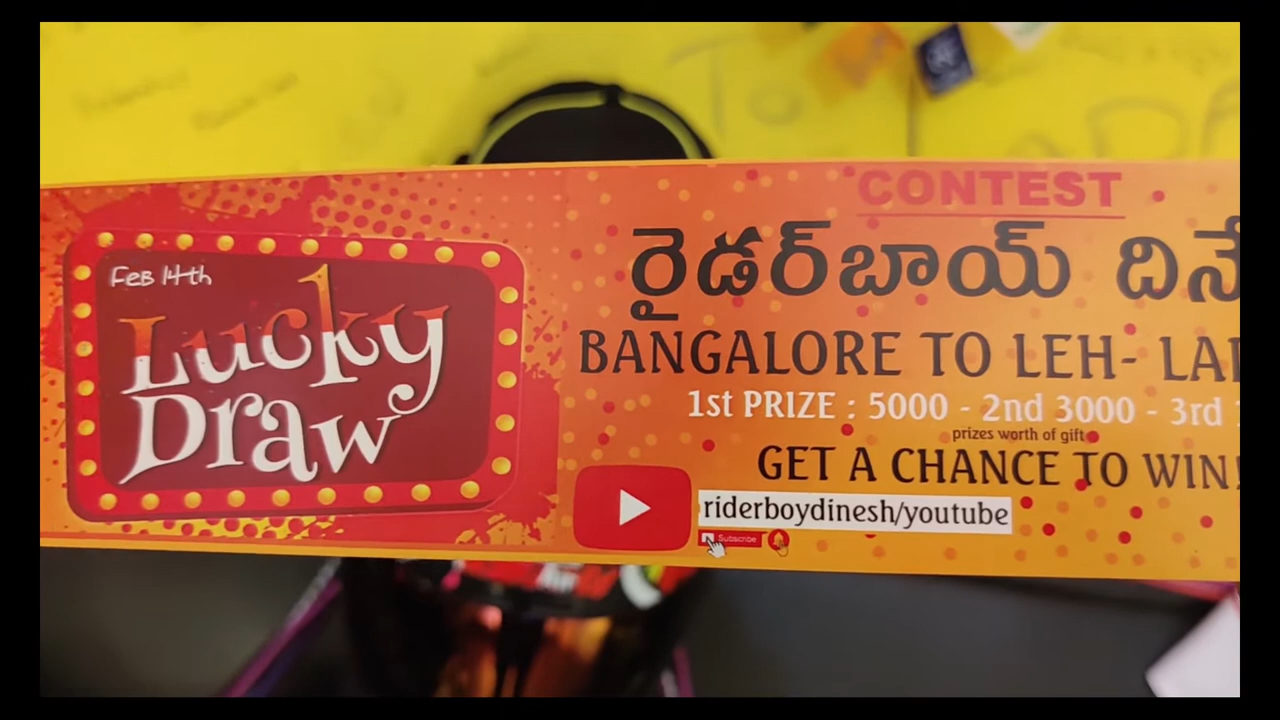 CONTEST
Feb 14th
Lucky
Draw
రైడర్‌బాయ్
BANGALORE TO LEH-
1st PRIZE : 5000 - 2nd 3000 - 3rd
prizes worth of gift
GET A CHANCE TO WIN!
riderboydinesh/youtube
Subscribe